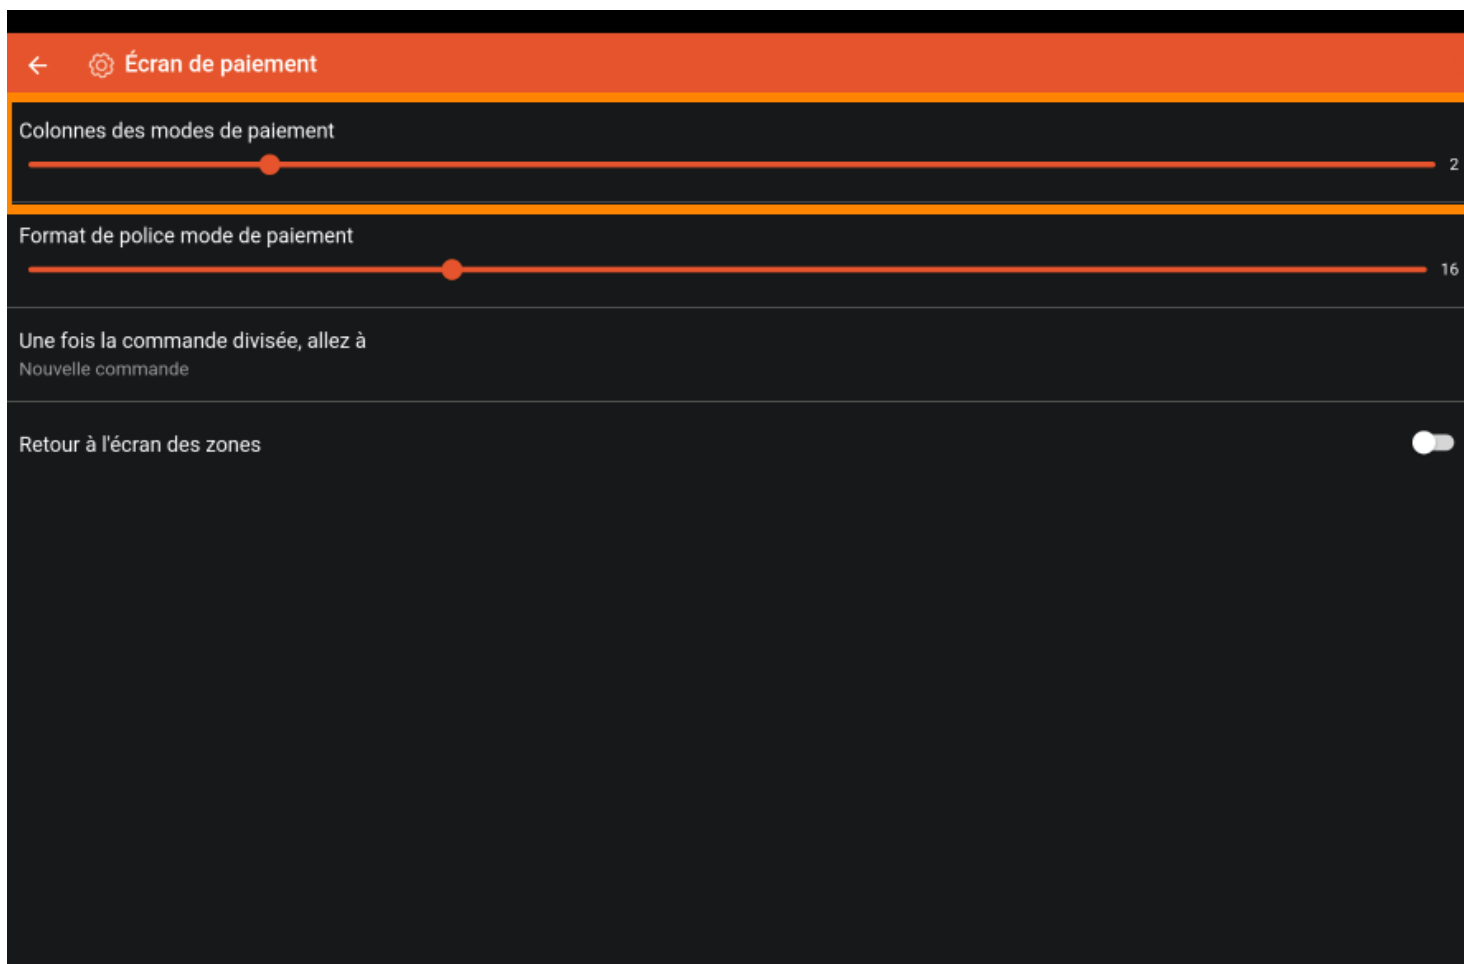 Écran de paiement
Colonnes des modes de paiement
2
Format de police mode de paiement
16
Une fois la commande divisée, allez à
Nouvelle commande
Retour à l'écran des zones